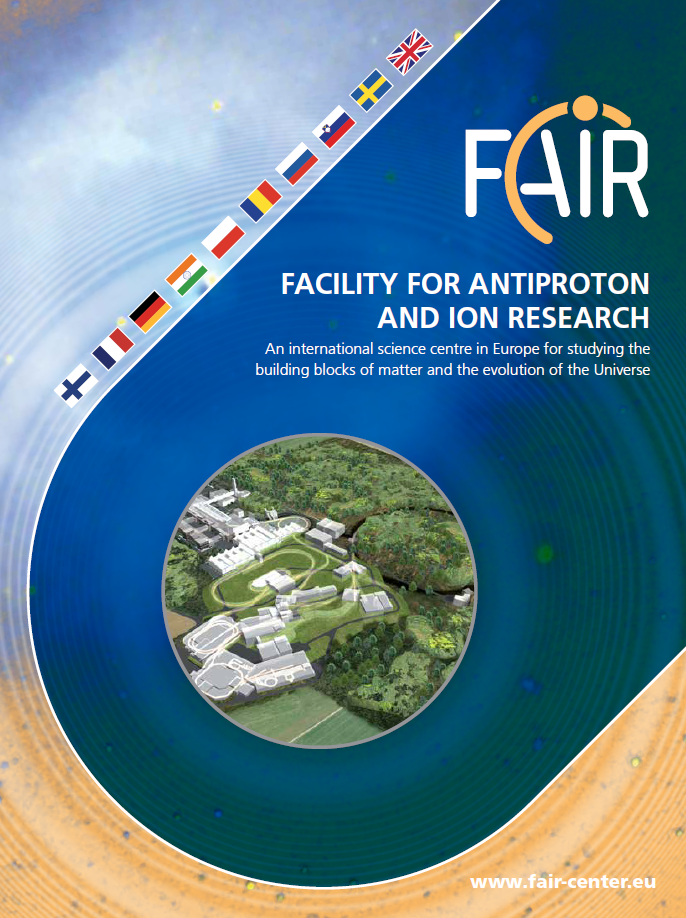 FAIR
FACILITY FOR ANTIPROTON
AND ION RESEARCH
An international science centre in Europe for studying the
building blocks of matter and the evolution of the Universe
www.fair-center.eu